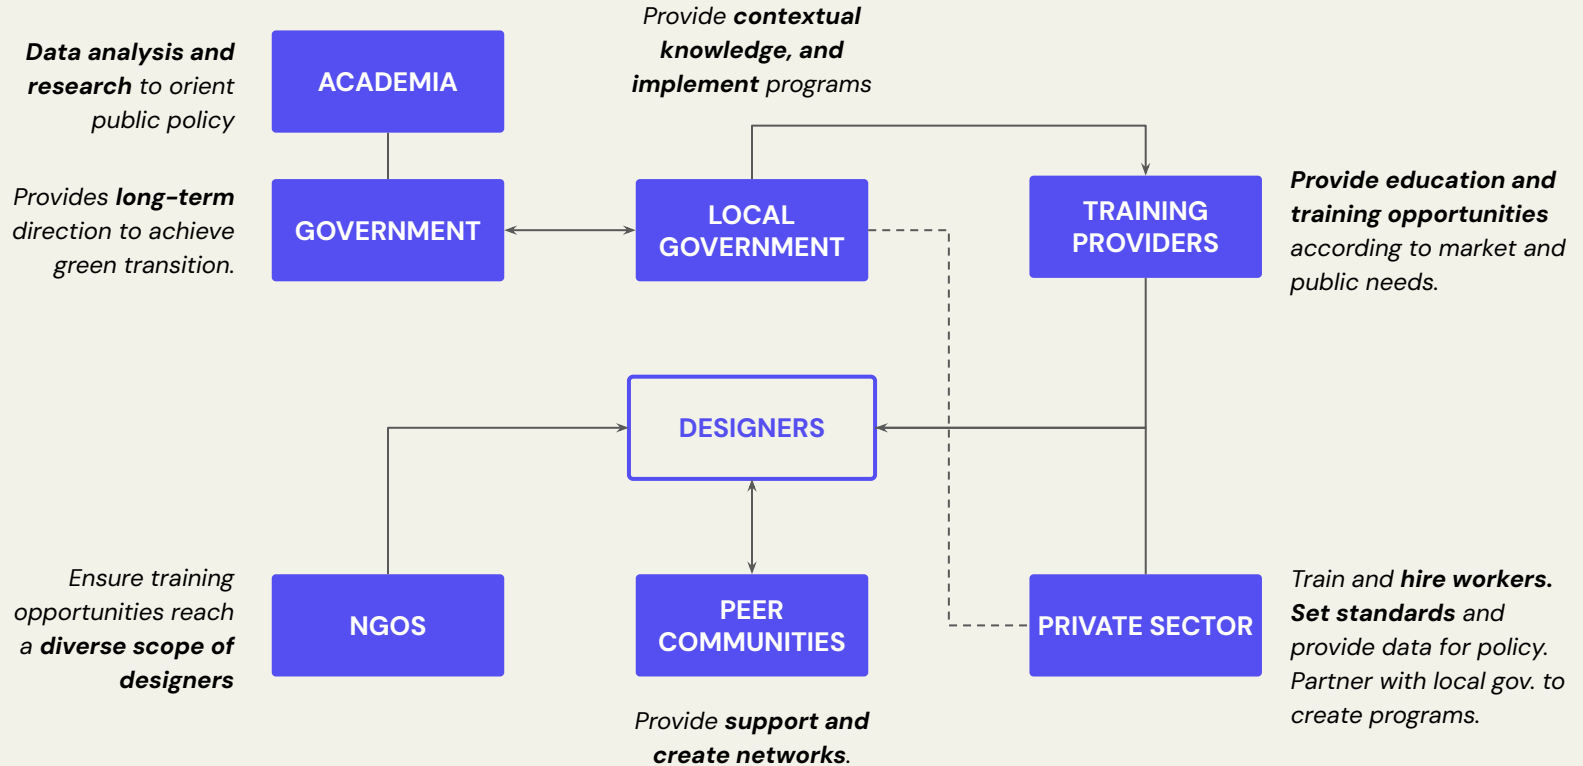 Provide contextual
knowledge, and
implement programs
Data analysis and
research to orient
public policy
ACADEMIA
Provides long-term
direction to achieve
green transition.
GOVERNMENT
LOCAL
GOVERNMENT
TRAINING
PROVIDERS
Provide education and
training opportunities
according to market and
public needs.
DESIGNERS
Ensure training
opportunities reach
a diverse scope of
designers
NGOS
PEER
COMMUNITIES
PRIVATE SECTOR
Train and hire workers.
Set standards and
provide data for policy.
Partner with local gov. to
create programs.
Provide support and
create networks.